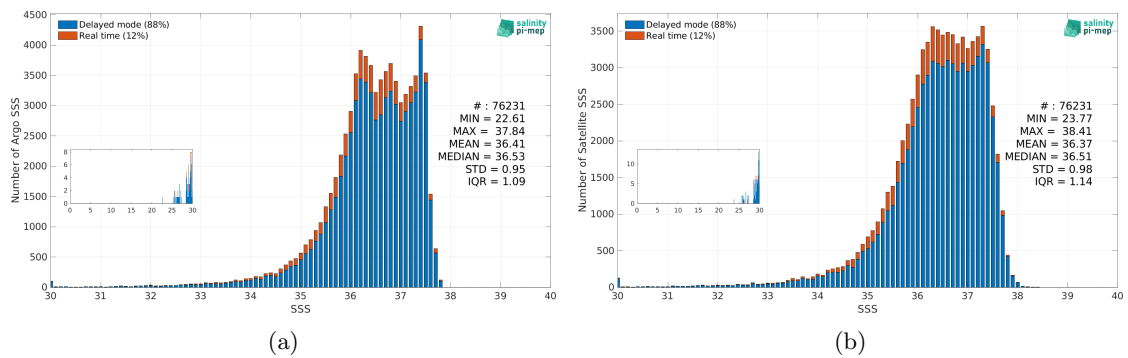 Delayed mode (88%)
Real time (12%)
salinity
pi-mep
4500
4000
3500
3000
2500
2000
1500
1000
500
0
Number of Argo SSS
# : 76231
MIN = 22.61
MAX = 37.84
MEAN = 36.41
MEDIAN = 36.53
STD = 0.95
IQR = 1.09
8
6
4
2
0
0 5 10 15 20 25 30
30 31 32 33 34 35 36 37 38 39 40
SSS
(a)
Delayed mode (88%)
Real time (12%)
salinity
pi-mep
3500
3000
2500
2000
1500
1000
500
0
Number of Satellite SSS
# : 76231
MIN = 23.77
MAX = 38.41
MEAN = 36.37
MEDIAN = 36.51
STD = 0.98
IQR = 1.14
10
5
0
0 5 10 15 20 25 30
30 31 32 33 34 35 36 37 38 39 40
SSS
(b)